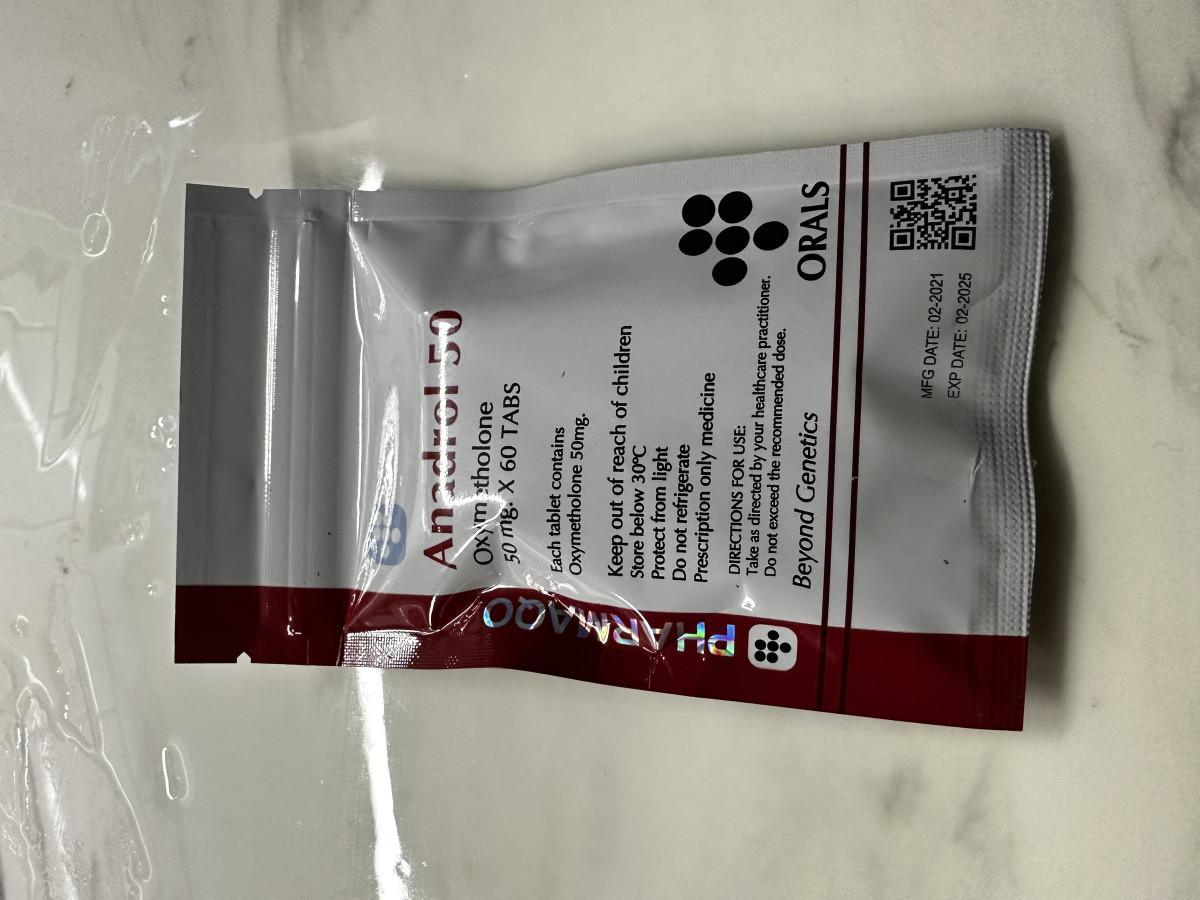 Anadrol 50
Oxymetholone
50 mg. X 60 TABS
Each tablet contains
Oxymetholone 50mg.
Keep out of reach of children
Store below 30ºC
Protect from light
Do not refrigerate
Prescription only medicine
DIRECTIONS FOR USE:
Take as directed by your healthcare practitioner.
Do not exceed the recommended dose.
Beyond Genetics
ORALS
MFG DATE: 02-2021
EXP DATE: 02-2025
PHARMAQO